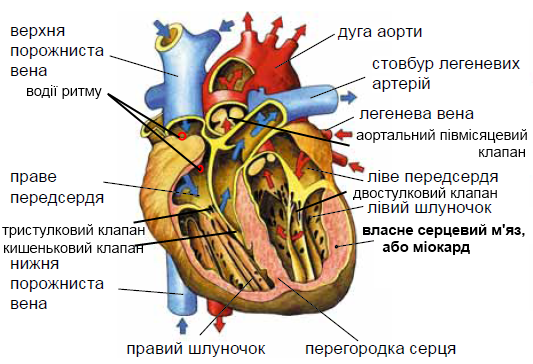 верхня
порожниста
вена
водії ритму
праве
передсердя
тристулковий клапан
кишеньковий клапан
нижня
порожниста
вена
правий шлуночок
дуга аорти
стовбур легеневих
артерій
легенева вена
аортальний півмісяцевий
клапан
ліве передсердя
двостулковий клапан
лівий шлуночок
власне серцевий м'яз,
або міокард
перегородка серця